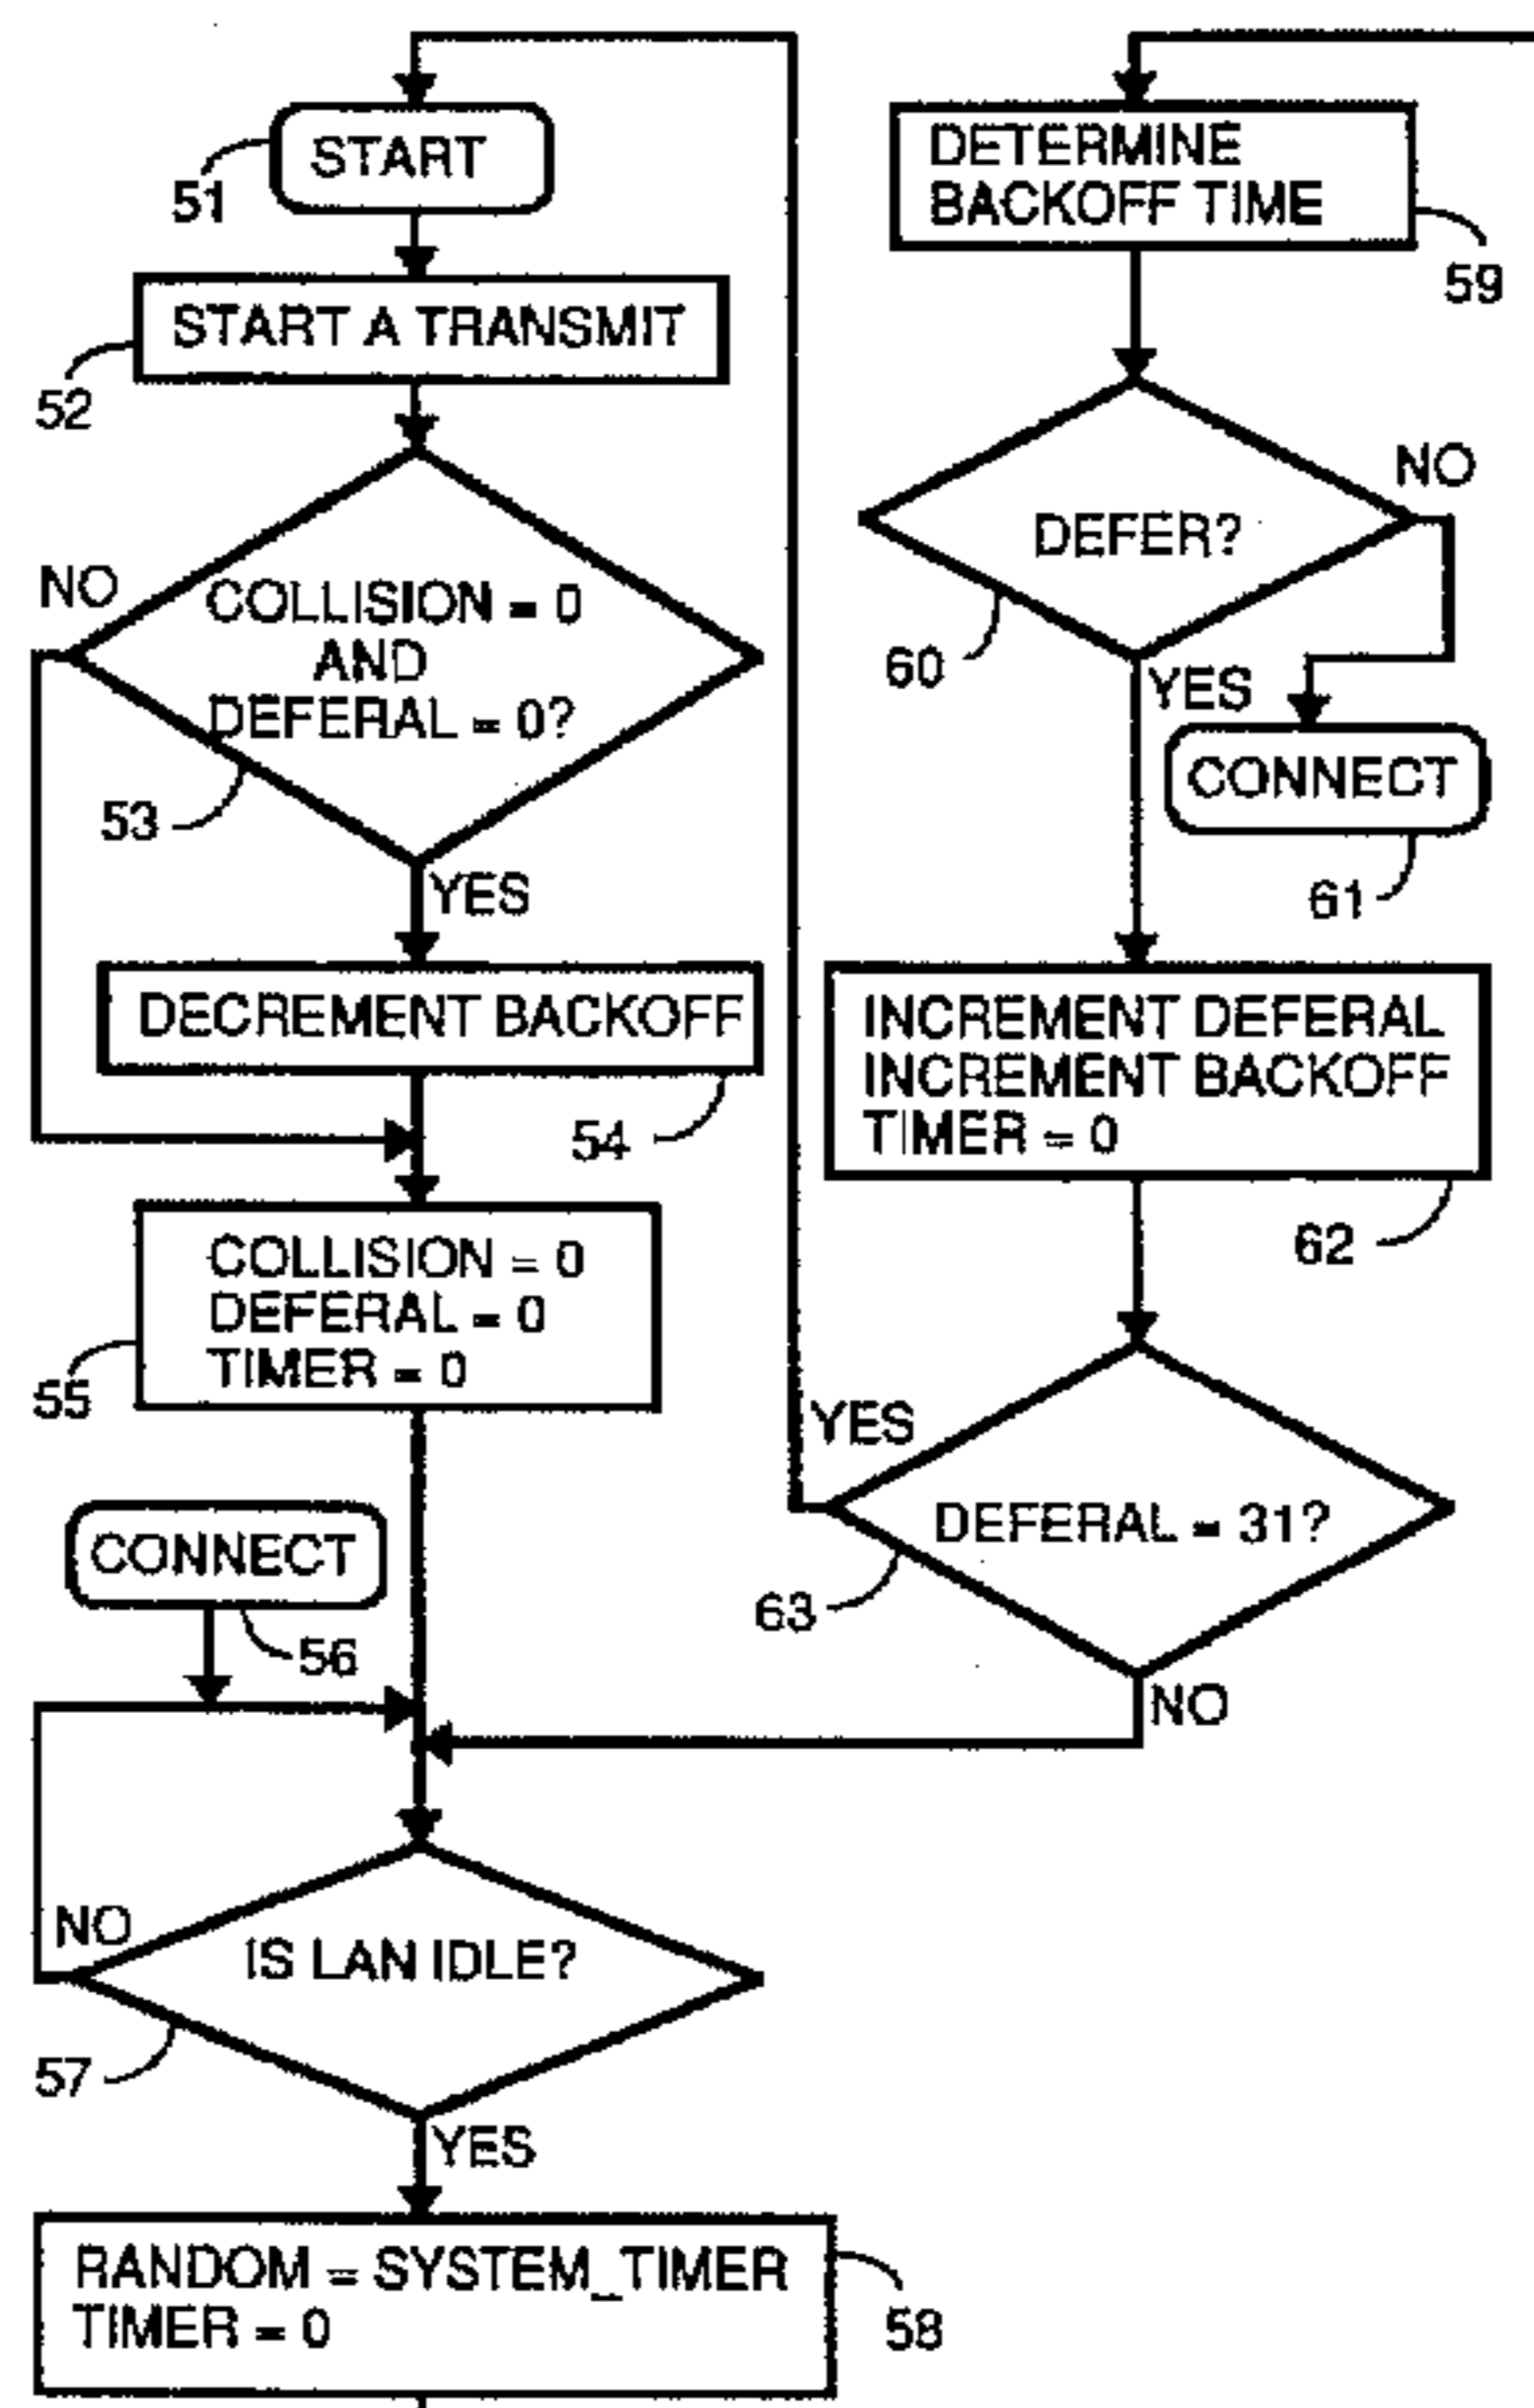 START
51
START A TRANSMIT
52
NO
COLLISION = 0
AND
DEFERAL = 0?
53
YES
DECREMENT BACKOFF
54
COLLISION = 0
DEFERAL = 0
TIMER = 0
55
CONNECT
56
NO
IS LAN IDLE?
57
YES
RANDOM = SYSTEM_TIMER
TIMER = 0
58
DETERMINE
BACKOFF TIME
59
NO
DEFER?
60
YES
CONNECT
61
INCREMENT DEFERAL
INCREMENT BACKOFF
TIMER = 0
62
YES
DEFERAL = 31?
63
NO